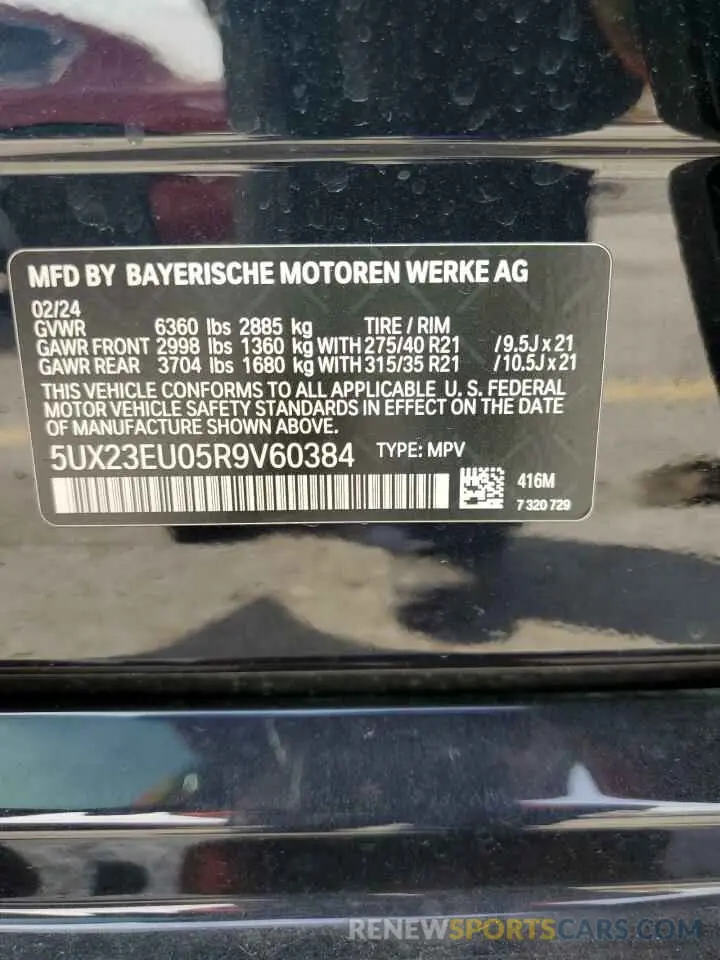 MFD BY BAYERISCHE MOTOREN WERKE AG
02/24
GVWR 6360 lbs 2885 kg TIRE / RIM
GAWR FRONT 2998 lbs 1360 kg WITH 275/40 R21 /9.5J x 21
GAWR REAR 3704 lbs 1680 kg WITH 315/35 R21 /10.5J x 21
THIS VEHICLE CONFORMS TO ALL APPLICABLE U. S. FEDERAL
MOTOR VEHICLE SAFETY STANDARDS IN EFFECT ON THE DATE
OF MANUFACTURE SHOWN ABOVE.
5UX23EU05R9V60384 TYPE: MPV
416M
7 320 729
RENEWSPORTSCARS.COM